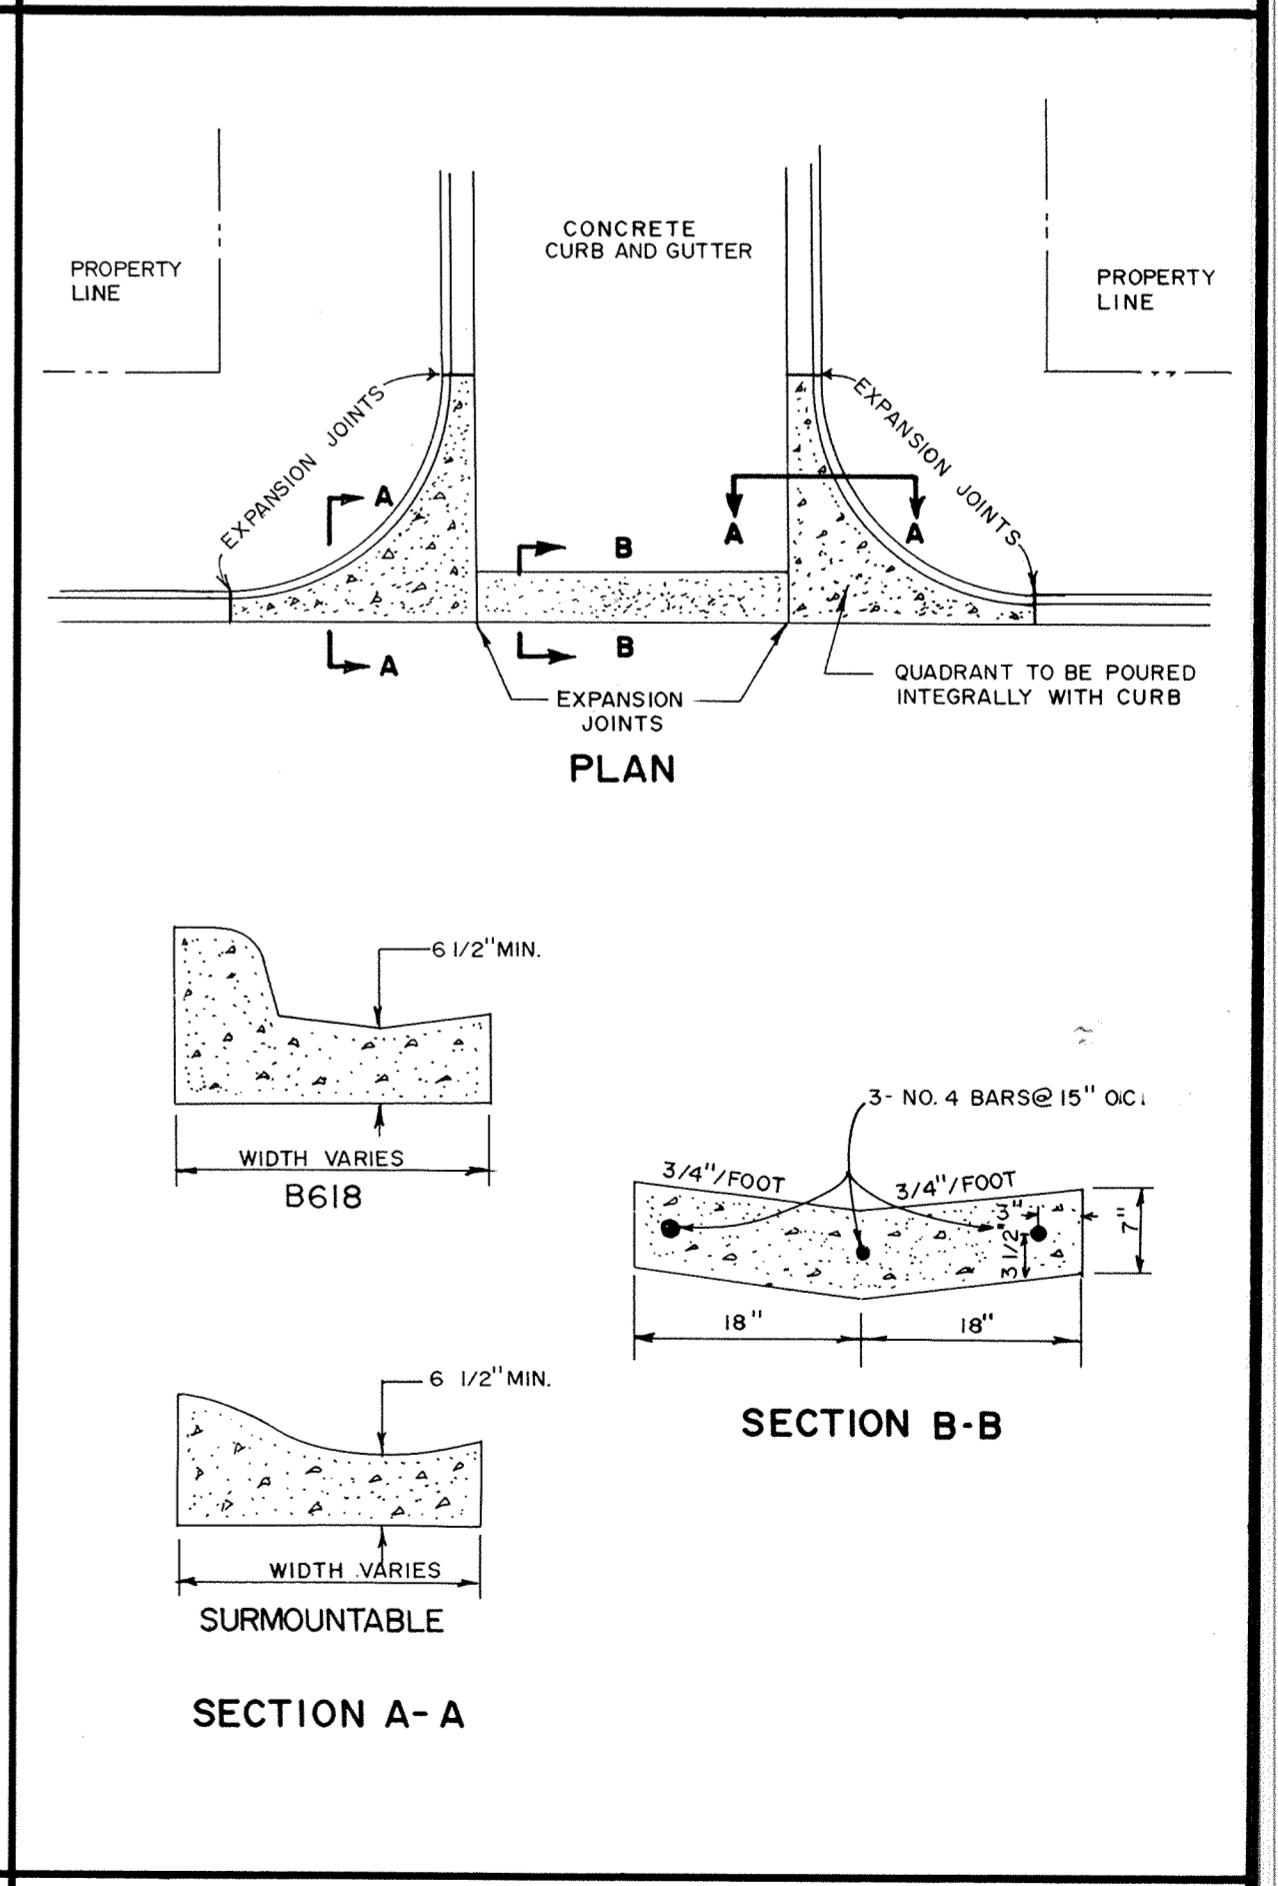 CONCRETE
CURB AND GUTTER
PROPERTY
LINE
PROPERTY
LINE
EXPANSION JOINTS
EXPANSION JOINTS
A
A
A
A
B
B
QUADRANT TO BE POURED
INTEGRALLY WITH CURB
EXPANSION
JOINTS
PLAN
6 1/2" MIN.
WIDTH VARIES
B618
3- NO. 4 BARS @ 15" O.C.
3/4"/FOOT
3/4"/FOOT
3"
3 1/2"
7"
18"
18"
SECTION B-B
6 1/2" MIN.
WIDTH VARIES
SURMOUNTABLE
SECTION A-A